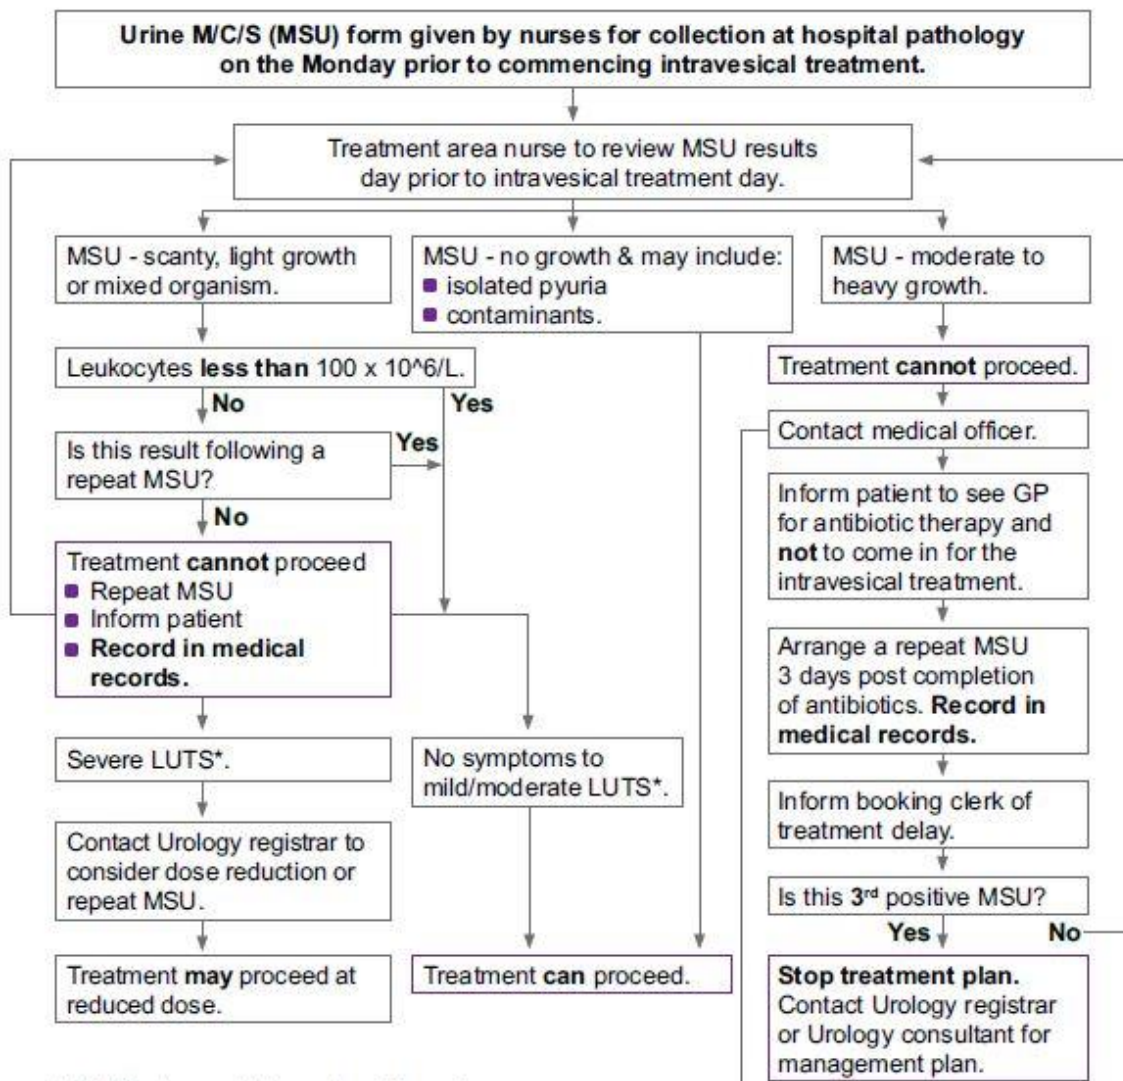 Urine M/C/S (MSU) form given by nurses for collection at hospital pathology
on the Monday prior to commencing intravesical treatment.
Treatment area nurse to review MSU results
day prior to intravesical treatment day.
MSU - scanty, light growth
or mixed organism.
MSU - no growth & may include:
■ isolated pyuria
■ contaminants.
MSU - moderate to
heavy growth.
Leukocytes less than 100 x 10^6/L.
No
Yes
Is this result following a
repeat MSU?
Yes
No
Treatment cannot proceed
■ Repeat MSU
■ Inform patient
■ Record in medical
records.
Severe LUTS*.
Contact Urology registrar to
consider dose reduction or
repeat MSU.
Treatment may proceed at
reduced dose.
No symptoms to
mild/moderate LUTS*.
Treatment can proceed.
Treatment cannot proceed.
Contact medical officer.
Inform patient to see GP
for antibiotic therapy and
not to come in for the
intravesical treatment.
Arrange a repeat MSU
3 days post completion
of antibiotics. Record in
medical records.
Inform booking clerk of
treatment delay.
Is this 3rd positive MSU?
Yes
No
Stop treatment plan.
Contact Urology registrar
or Urology consultant for
management plan.